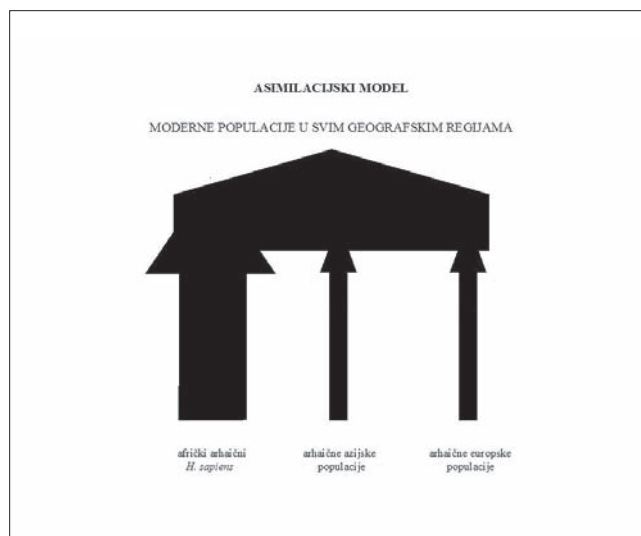 ASIMILACIJSKI MODEL
MODERNE POPULACIJE U SVIM GEOGRAFSKIM REGIJAMA
afrički arhaični
H. sapiens
arhaične azijske
populacije
arhaične europske
populacije